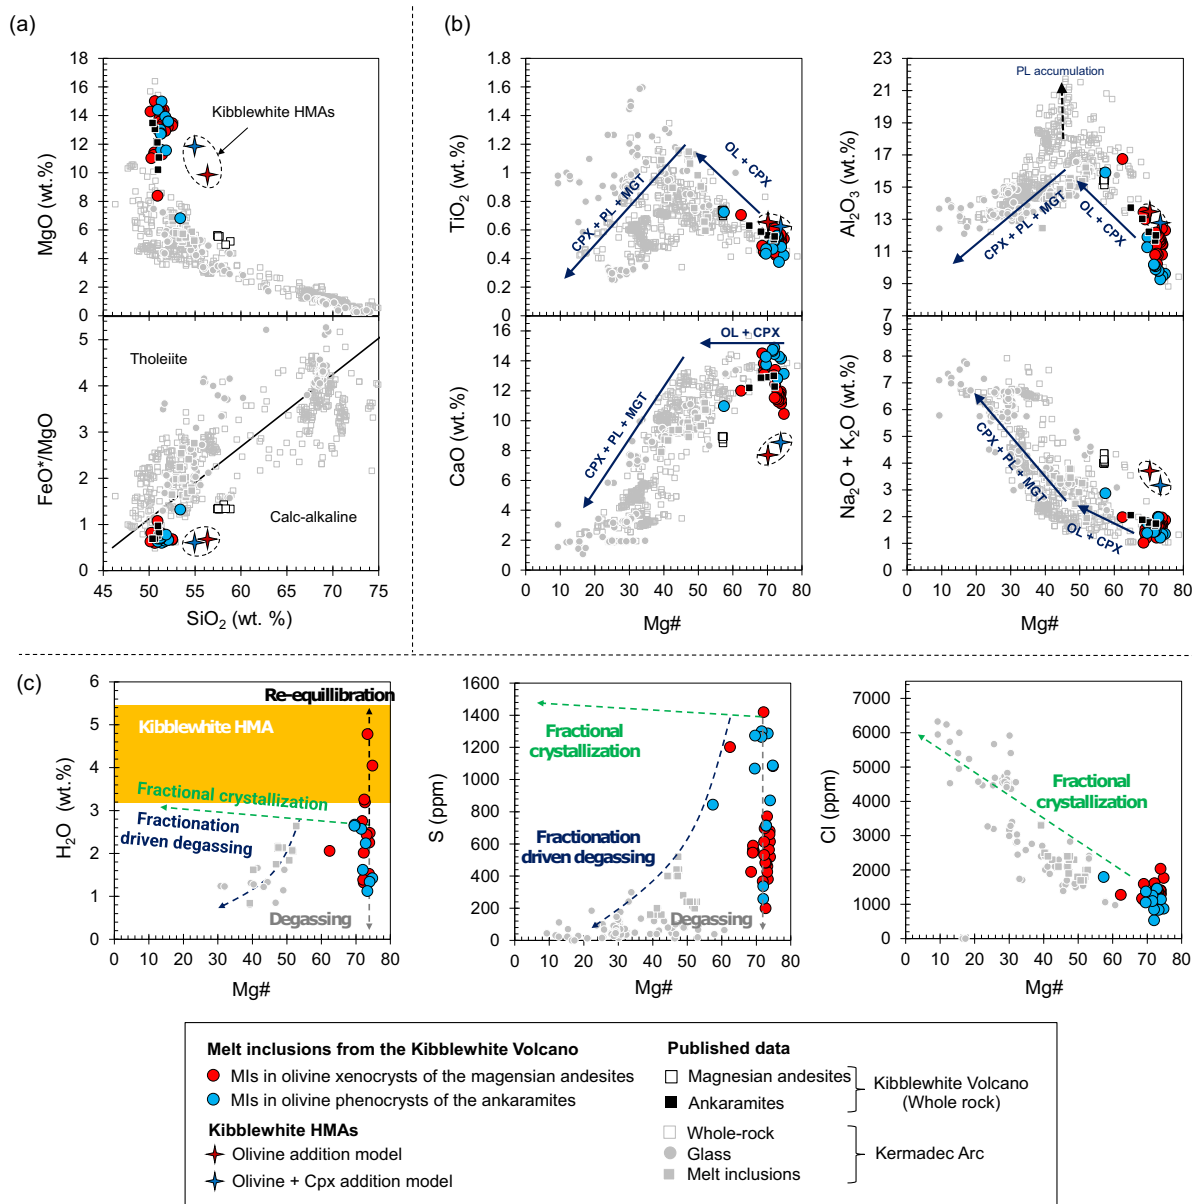 (a)
(b)
18
16
14
12
10
8
6
4
2
0
MgO (wt.%)
Kibblewhite HMAs
5
4
3
2
1
0
FeO*/MgO
Tholeiite
Calc-alkaline
45 50 55 60 65 70 75
SiO2 (wt. %)
1.8
1.6
1.4
1.2
1
0.8
0.6
0.4
0.2
0
TiO2 (wt.%)
OL + CPX
CPX + PL + MGT
23
21
19
17
15
13
11
9
7
Al2O3 (wt.%)
PL accumulation
OL + CPX
CPX + PL + MGT
16
14
12
10
8
6
4
2
0
CaO (wt.%)
OL + CPX
CPX + PL + MGT
0 10 20 30 40 50 60 70 80
Mg#
9
8
7
6
5
4
3
2
1
0
Na2O + K2O (wt.%)
CPX + PL + MGT
OL + CPX
0 10 20 30 40 50 60 70 80
Mg#
(c)
6
5
4
3
2
1
0
H2O (wt.%)
Re-equillibration
Kibblewhite HMA
Fractional crystallization
Fractionation
driven degassing
Degassing
0 10 20 30 40 50 60 70 80
Mg#
1600
1400
1200
1000
800
600
400
200
0
S (ppm)
Fractional
crystallization
Fractionation
driven degassing
Degassing
0 10 20 30 40 50 60 70 80
Mg#
7000
6000
5000
4000
3000
2000
1000
0
Cl (ppm)
Fractional
crystallization
0 10 20 30 40 50 60 70 80
Mg#
Melt inclusions from the Kibblewhite Volcano
MIs in olivine xenocrysts of the magensian andesites
MIs in olivine phenocrysts of the ankaramites
Kibblewhite HMAs
Olivine addition model
Olivine + Cpx addition model
Published data
Magnesian andesites
Ankaramites
Kibblewhite Volcano
(Whole rock)
Whole-rock
Glass
Melt inclusions
Kermadec Arc